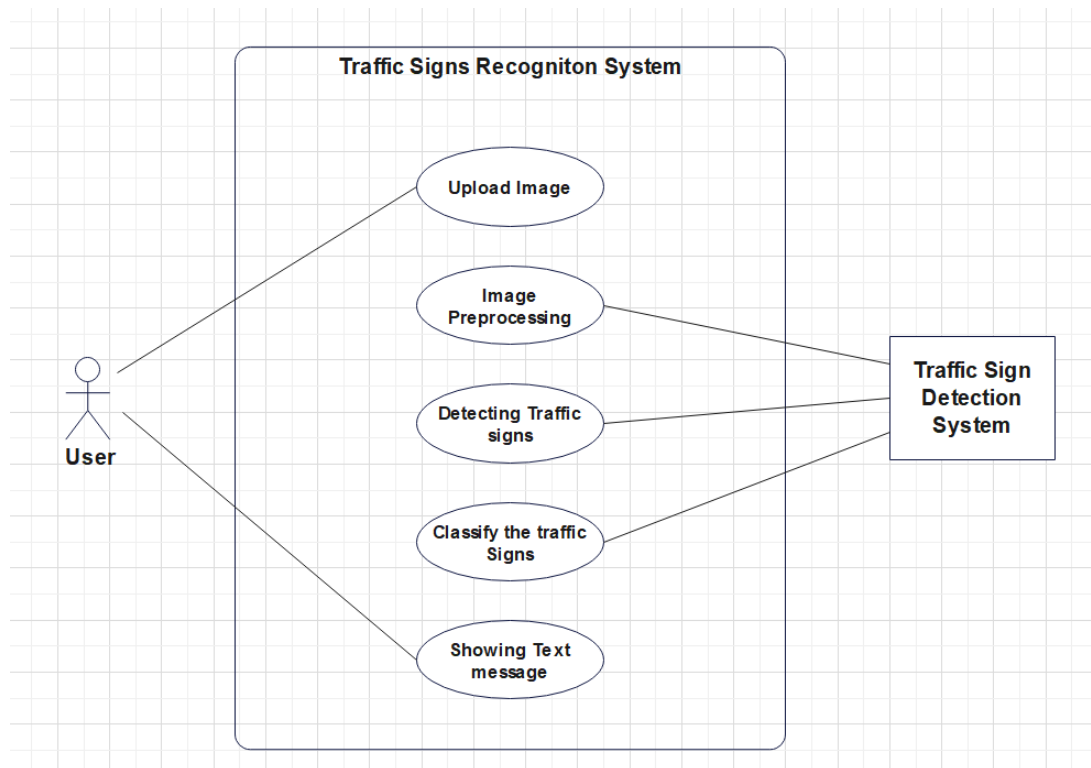 Traffic Signs Recogniton System
Upload Image
Image
Preprocessing
Detecting Traffic
signs
Classify the traffic
Signs
Showing Text
message
User
Traffic Sign
Detection
System